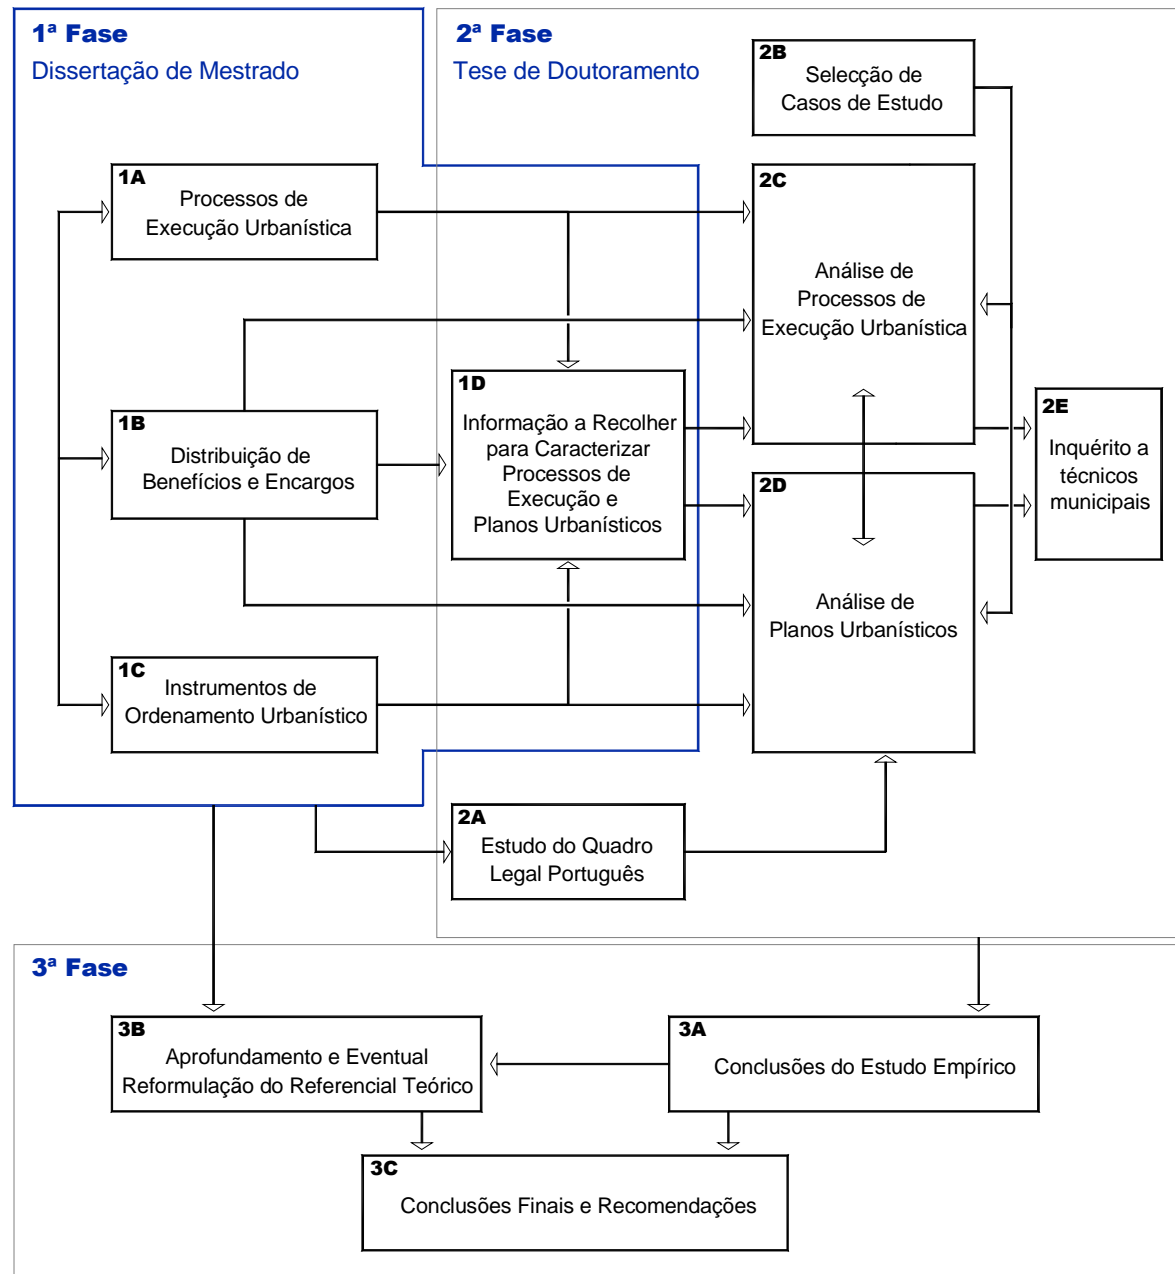 1ª Fase
Dissertação de Mestrado
2ª Fase
Tese de Doutoramento
2B
Selecção de
Casos de Estudo
1A
Processos de
Execução Urbanística
2C
Análise de
Processos de
Execução Urbanística
1B
Distribuição de
Benefícios e Encargos
1D
Informação a Recolher
para Caracterizar
Processos de
Execução e
Planos Urbanísticos
2E
Inquérito a
técnicos
municipais
2D
Análise de
Planos Urbanísticos
1C
Instrumentos de
Ordenamento Urbanístico
2A
Estudo do Quadro
Legal Português
3ª Fase
3B
Aprofundamento e Eventual
Reformulação do Referencial Teórico
3A
Conclusões do Estudo Empírico
3C
Conclusões Finais e Recomendações